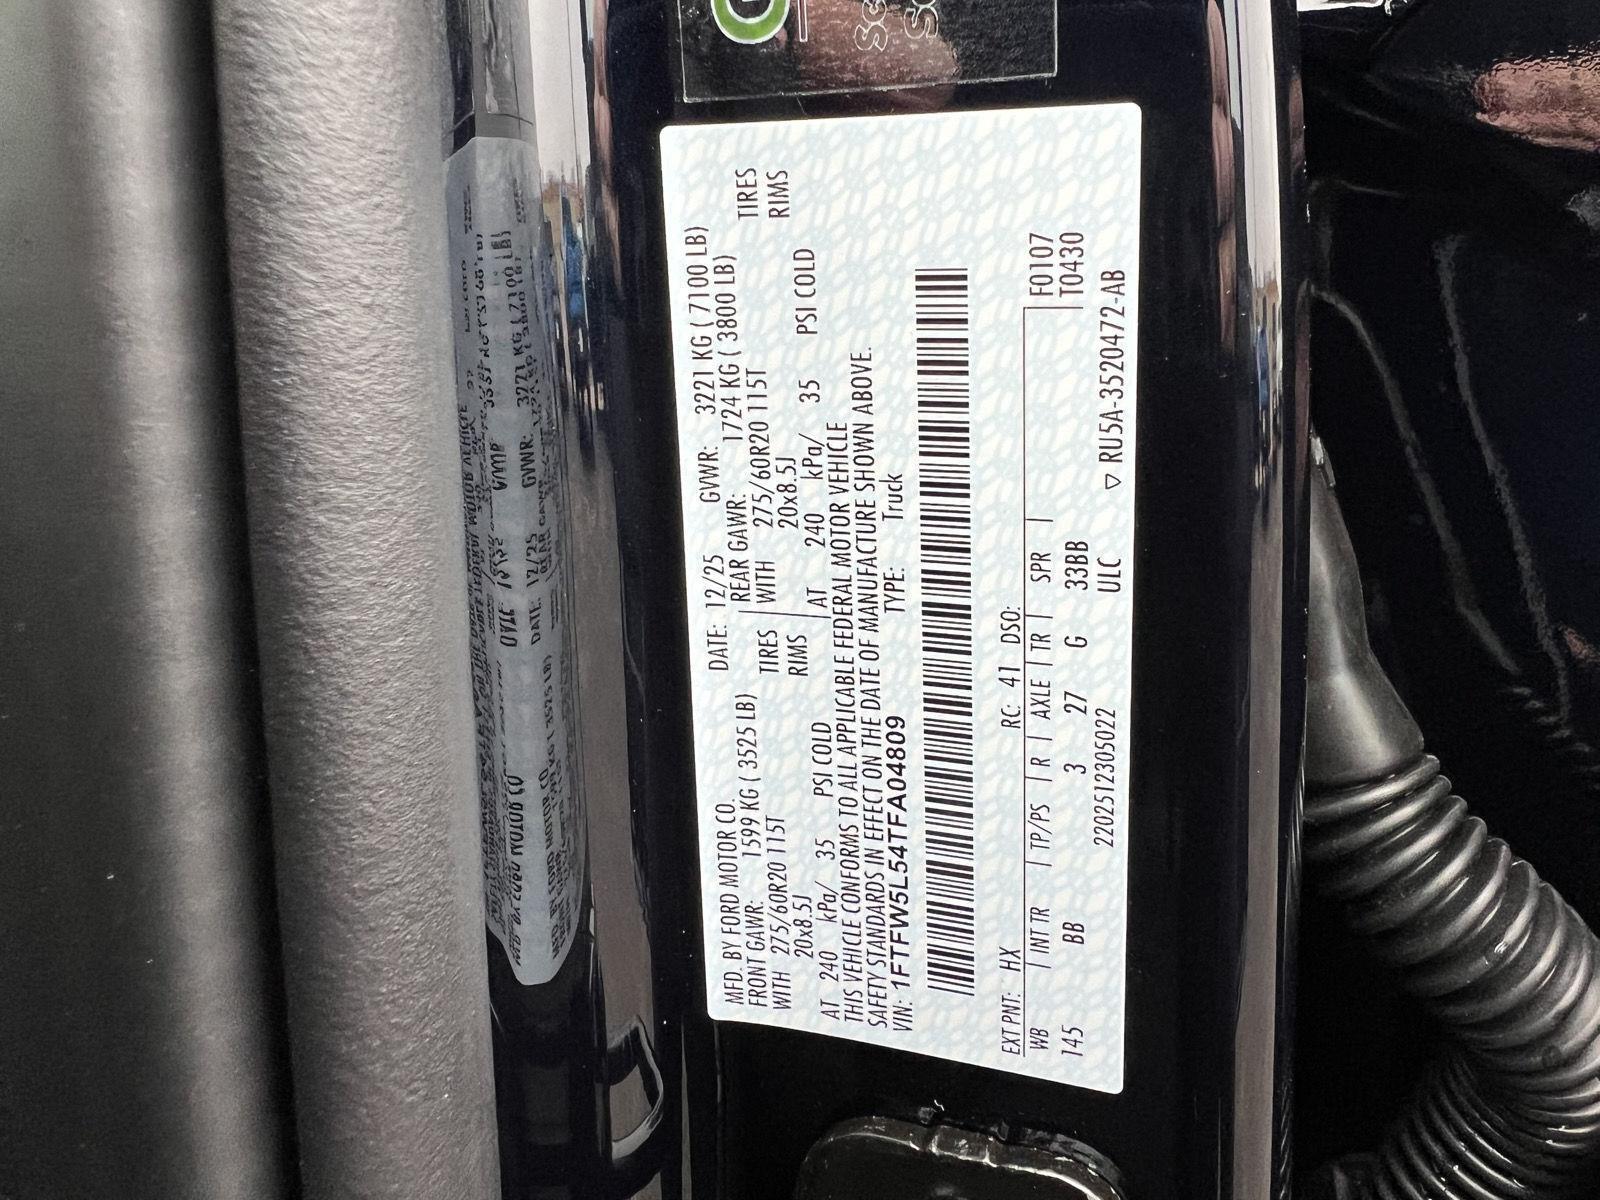 MFD. BY FORD MOTOR CO.
DATE: 12/25 GVWR: 3221 KG ( 7100 LB)
FRONT GAWR: 1599 KG ( 3525 LB)
REAR GAWR: 1724 KG ( 3800 LB)
WITH 275/60R20 115T TIRES
WITH 275/60R20 115T TIRES
20x8.5J RIMS
20x8.5J RIMS
AT 240 kPa/ 35 PSI COLD
AT 240 kPa/ 35 PSI COLD
THIS VEHICLE CONFORMS TO ALL APPLICABLE FEDERAL MOTOR VEHICLE
SAFETY STANDARDS IN EFFECT ON THE DATE OF MANUFACTURE SHOWN ABOVE.
VIN: 1FTFW5L54TFA04809 TYPE: Truck
EXT PNT: HX RC: 41 DSO:
WB INT TR TP/PS R AXLE TR SPR F0107
145 BB 3 27 G 33BB T0430
2202512305022 ULC ▽ RU5A-3520472-AB